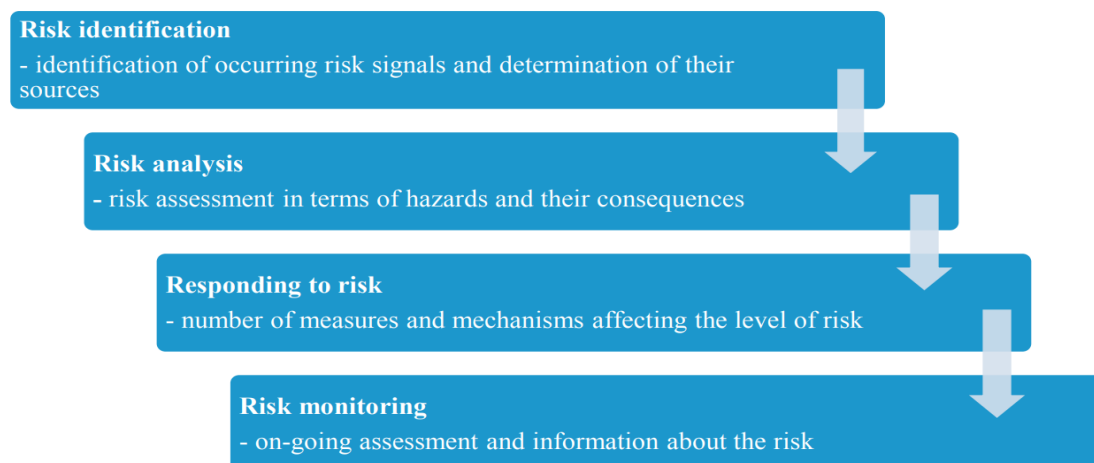 Risk identification
- identification of occurring risk signals and determination of their
sources
Risk analysis
- risk assessment in terms of hazards and their consequences
Responding to risk
- number of measures and mechanisms affecting the level of risk
Risk monitoring
- on-going assessment and information about the risk